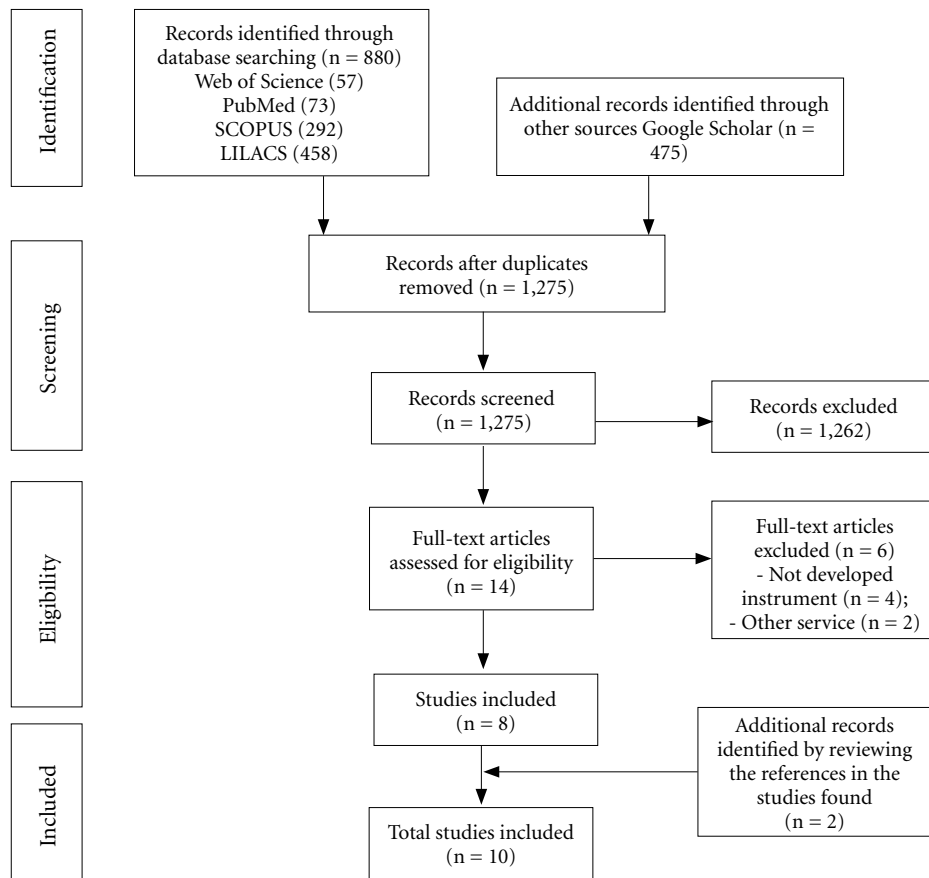 Identification
Records identified through
database searching (n = 880)
Web of Science (57)
PubMed (73)
SCOPUS (292)
LILACS (458)
Additional records identified through
other sources Google Scholar (n =
475)
Screening
Records after duplicates
removed (n = 1,275)
Records screened
(n = 1,275)
Records excluded
(n = 1,262)
Eligibility
Full-text articles
assessed for eligibility
(n = 14)
Full-text articles
excluded (n = 6)
- Not developed
instrument (n = 4);
- Other service (n = 2)
Studies included
(n = 8)
Included
Additional records
identified by reviewing
the references in the
studies found
(n = 2)
Total studies included
(n = 10)